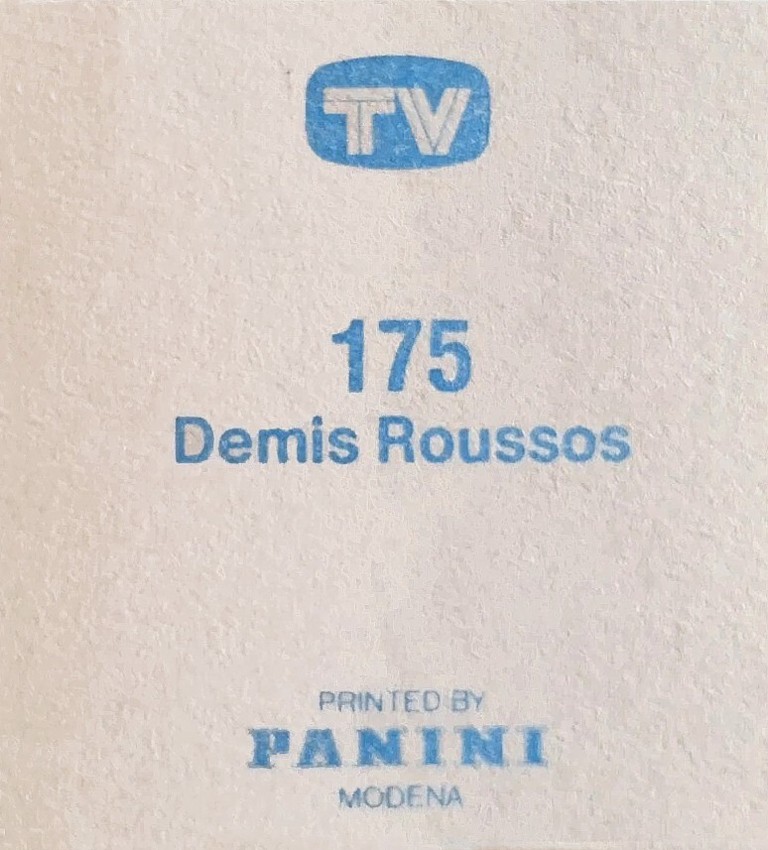 TV
175
Demis Roussos
PRINTED BY
PANINI
MODENA